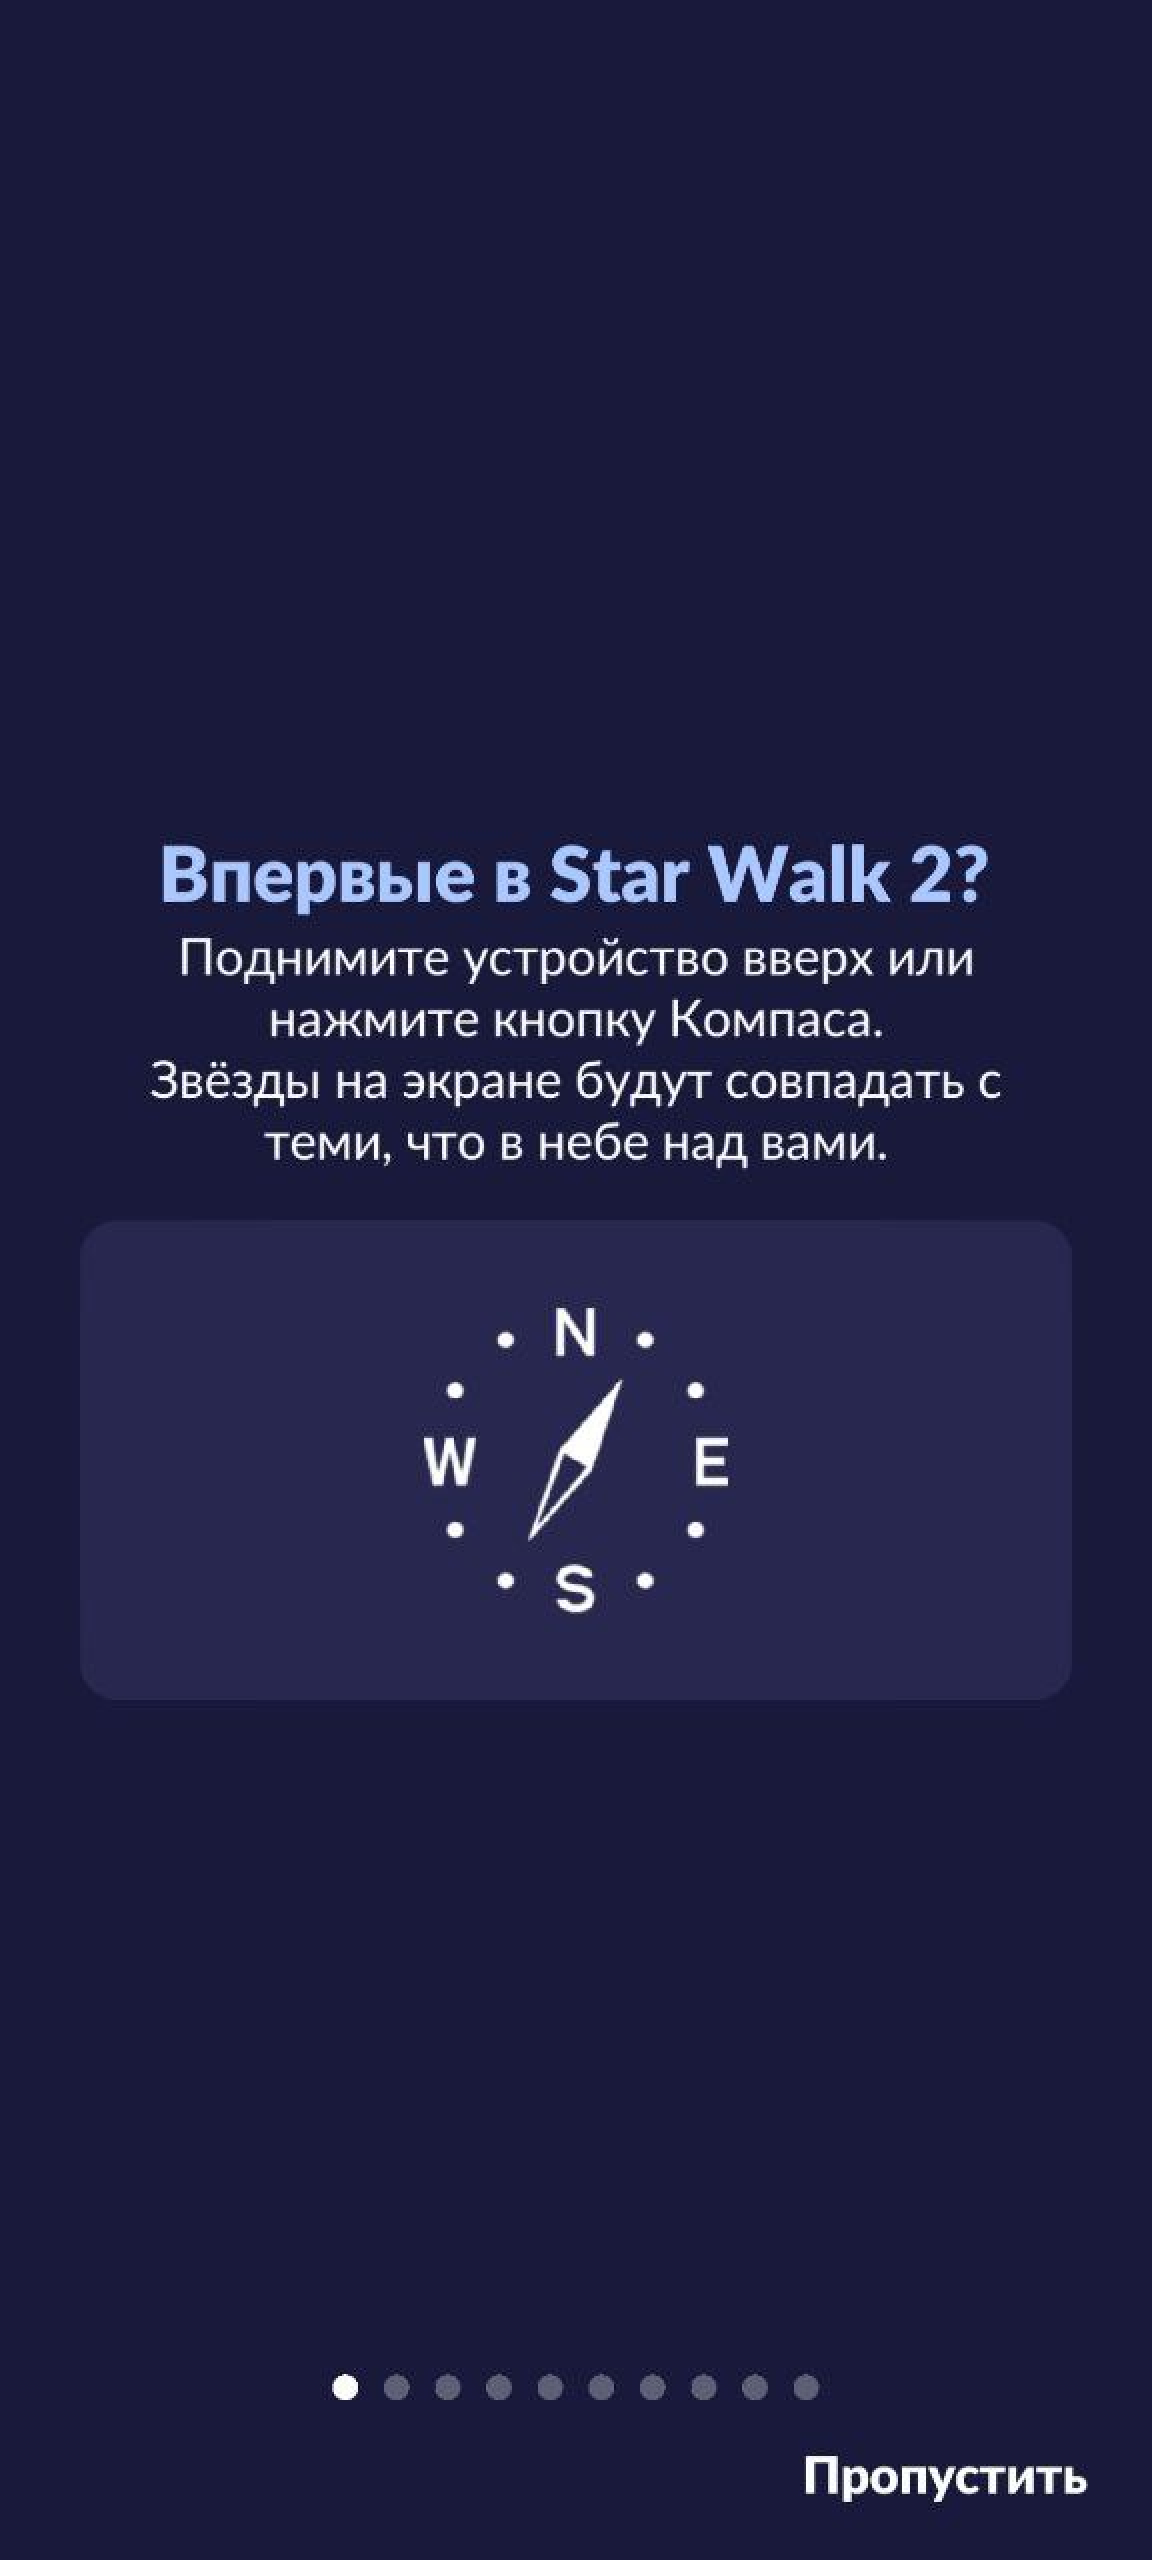 Впервые в Star Walk 2?
Поднимите устройство вверх или
нажмите кнопку Компаса.
Звёзды на экране будут совпадать с
теми, что в небе над вами.
N
W E
S
Пропустить